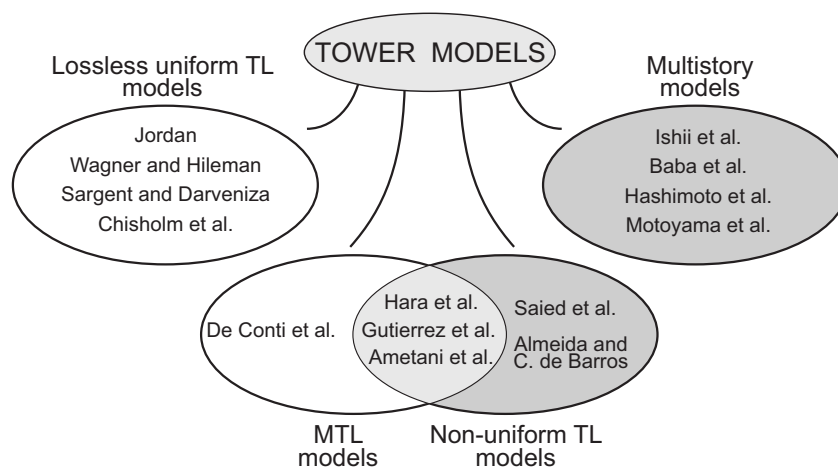 TOWER MODELS
Lossless uniform TL
models
Jordan
Wagner and Hileman
Sargent and Darveniza
Chisholm et al.
Multistory
models
Ishii et al.
Baba et al.
Hashimoto et al.
Motoyama et al.
De Conti et al.
Hara et al.
Gutierrez et al.
Ametani et al.
Saied et al.
Almeida and
C. de Barros
MTL
models
Non-uniform TL
models